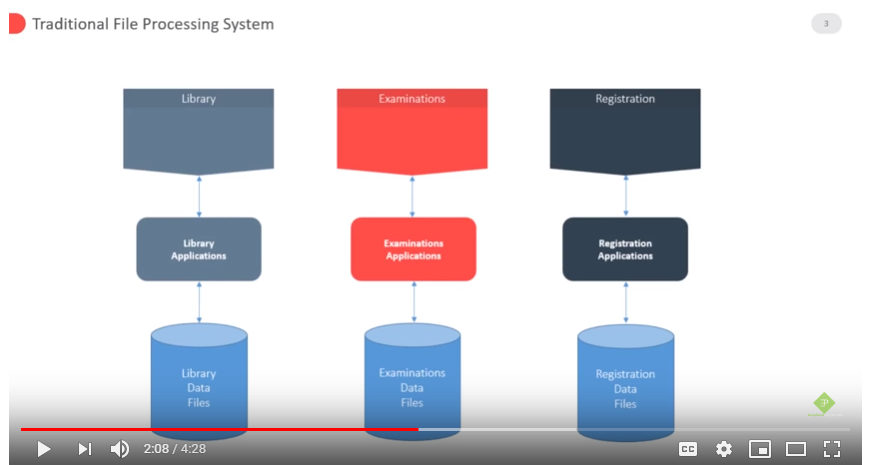 Traditional File Processing System
3
Library
Examinations
Registration
Library
Applications
Examinations
Applications
Registration
Applications
Library
Data
Files
Examinations
Data
Files
Registration
Data
Files
2:08 / 4:28
CC